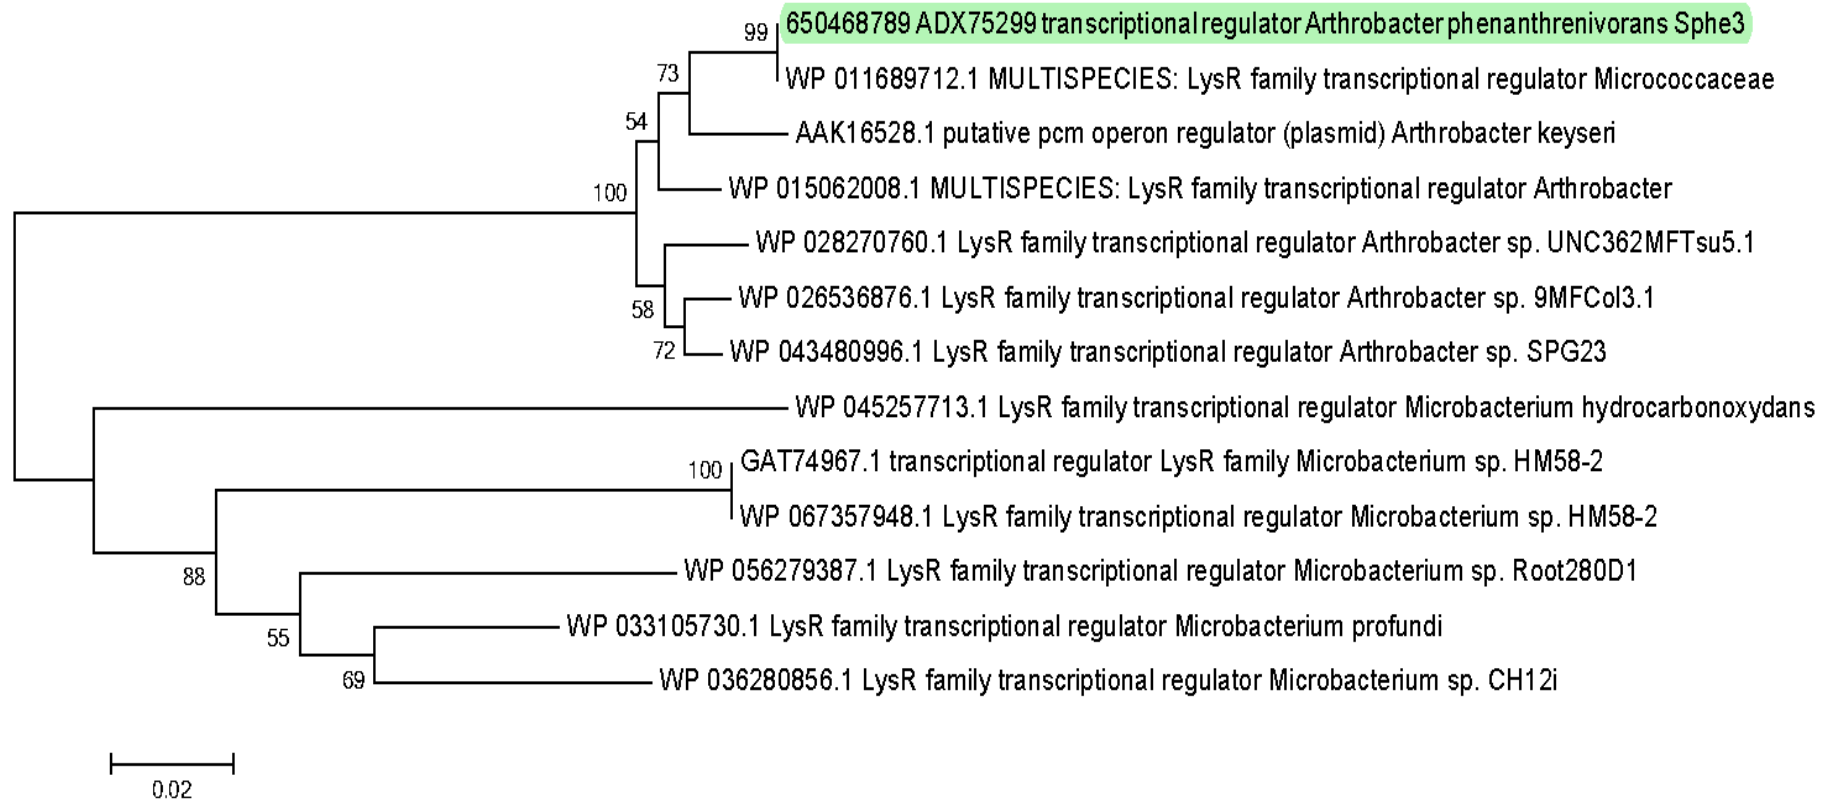 650468789 ADX75299 transcriptional regulator Arthrobacter phenanthrenivorans Sphe3
99
WP 011689712.1 MULTISPECIES: LysR family transcriptional regulator Micrococcaceae
73
AAK16528.1 putative pcm operon regulator (plasmid) Arthrobacter keyseri
54
WP 015062008.1 MULTISPECIES: LysR family transcriptional regulator Arthrobacter
100
WP 028270760.1 LysR family transcriptional regulator Arthrobacter sp. UNC362MFTsu5.1
WP 026536876.1 LysR family transcriptional regulator Arthrobacter sp. 9MFCol3.1
58
WP 043480996.1 LysR family transcriptional regulator Arthrobacter sp. SPG23
72
WP 045257713.1 LysR family transcriptional regulator Microbacterium hydrocarbonoxydans
GAT74967.1 transcriptional regulator LysR family Microbacterium sp. HM58-2
100
WP 067357948.1 LysR family transcriptional regulator Microbacterium sp. HM58-2
WP 056279387.1 LysR family transcriptional regulator Microbacterium sp. Root280D1
88
WP 033105730.1 LysR family transcriptional regulator Microbacterium profundi
55
WP 036280856.1 LysR family transcriptional regulator Microbacterium sp. CH12i
69
0.02